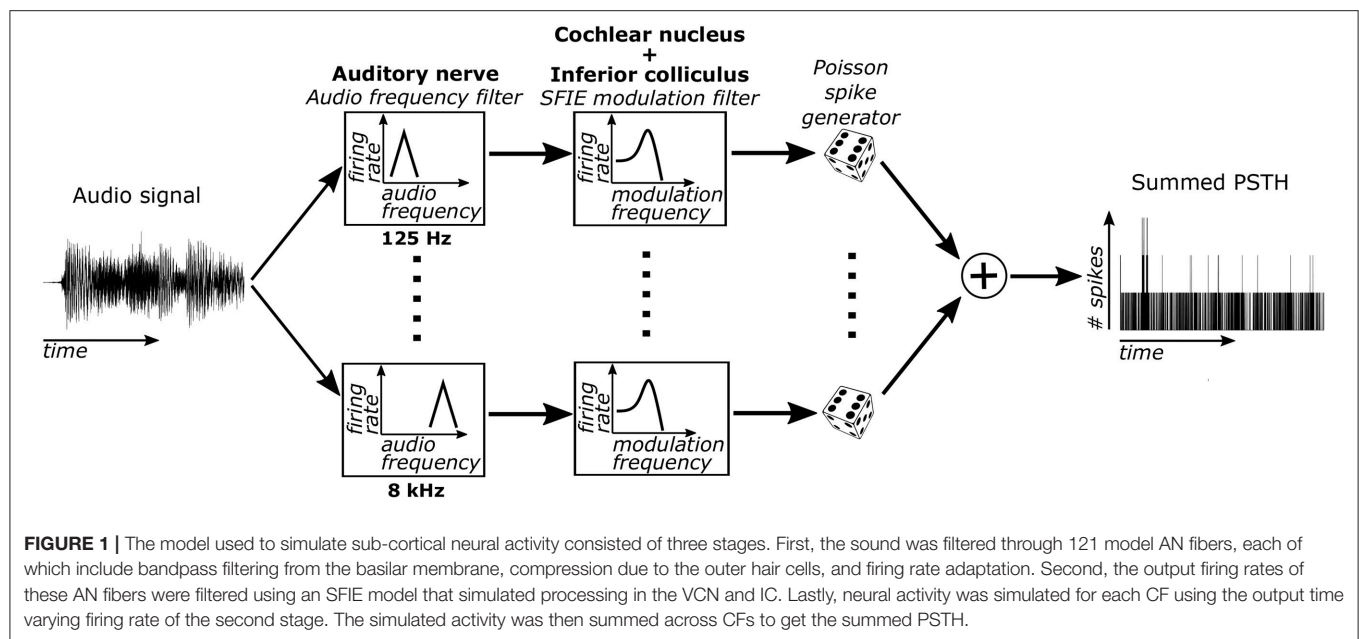 Cochlear nucleus
+
Auditory nerve
Inferior colliculus
Audio frequency filter
SFIE modulation filter
Poisson
spike
generator
firing
rate
audio
frequency
125 Hz
firing
rate
modulation
frequency
Audio signal
time
Summed PSTH
# spikes
time
firing
rate
audio
frequency
8 kHz
firing
rate
modulation
frequency
FIGURE 1 | The model used to simulate sub-cortical neural activity consisted of three stages. First, the sound was filtered through 121 model AN fibers, each of
which include bandpass filtering from the basilar membrane, compression due to the outer hair cells, and firing rate adaptation. Second, the output firing rates of
these AN fibers were filtered using an SFIE model that simulated processing in the VCN and IC. Lastly, neural activity was simulated for each CF using the output time
varying firing rate of the second stage. The simulated activity was then summed across CFs to get the summed PSTH.